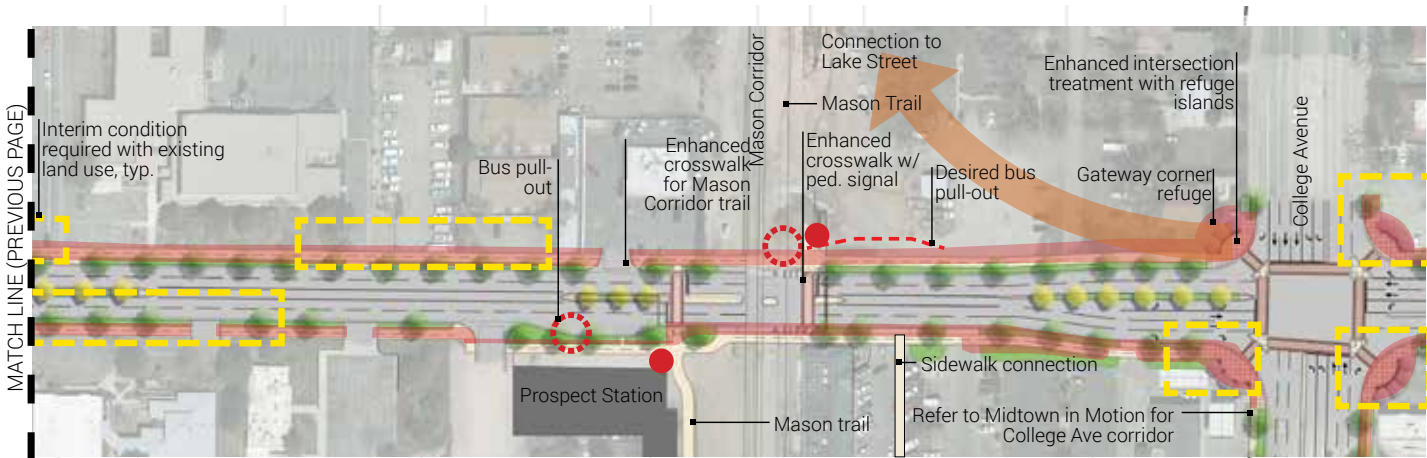 MATCH LINE (PREVIOUS PAGE)
Interim condition
required with existing
land use, typ.
Bus pull-
out
Enhanced
crosswalk
for Mason
Corridor trail
Mason Corridor
Connection to
Lake Street
Mason Trail
Enhanced
crosswalk w/
ped. signal
Desired bus
pull-out
Enhanced intersection
treatment with refuge
islands
Gateway corner
refuge
College Avenue
Prospect Station
Mason trail
Sidewalk connection
Refer to Midtown in Motion for
College Ave corridor